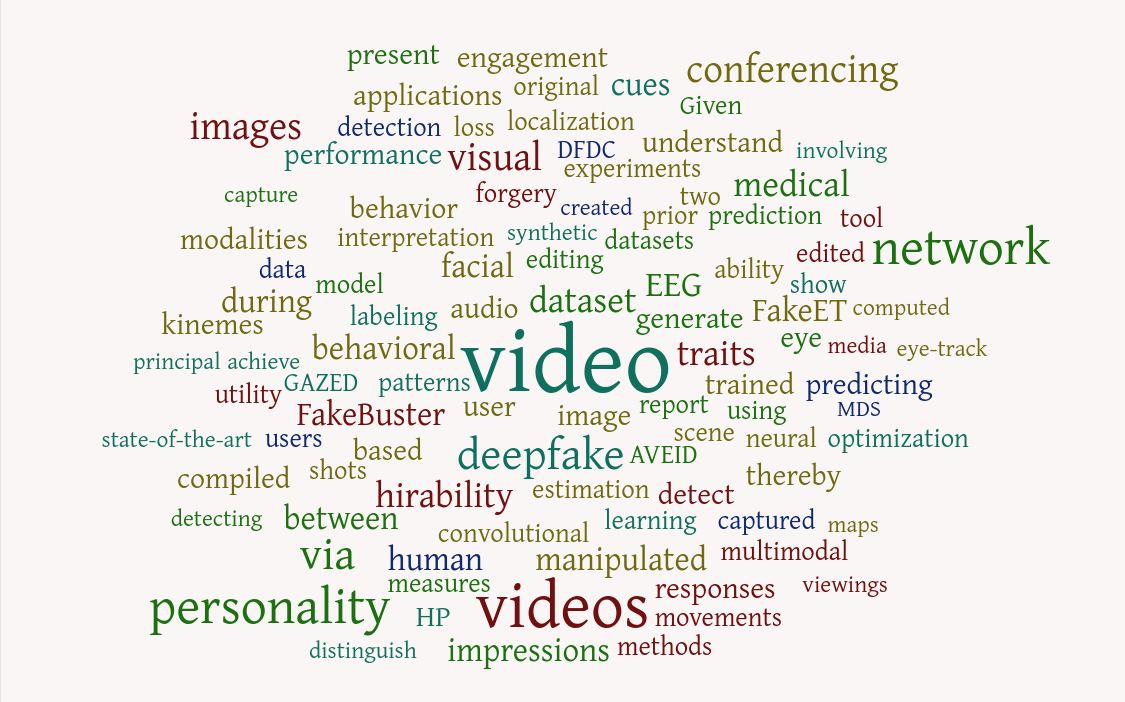 present engagement conferencing
applications original cues Given
images detection loss localization
performance visual DFDC understand involving
experiments
capture forgery two medical
behavior created prior prediction tool
modalities interpretation synthetic datasets edited network
data facial editing ability
model EEG show
during labeling audio dataset generate FakeET computed
kinemes
principal achieve behavioral video traits eye media eye-track
utility GAZED patterns trained predicting
FakeBuster user image report using MDS
state-of-the-art users based scene neural optimization
deepfake AVEID
compiled shots thereby
hirability estimation detect
detecting between learning captured maps
convolutional
via human manipulated multimodal
measures responses viewings
personality HP videos movements
distinguish impressions methods